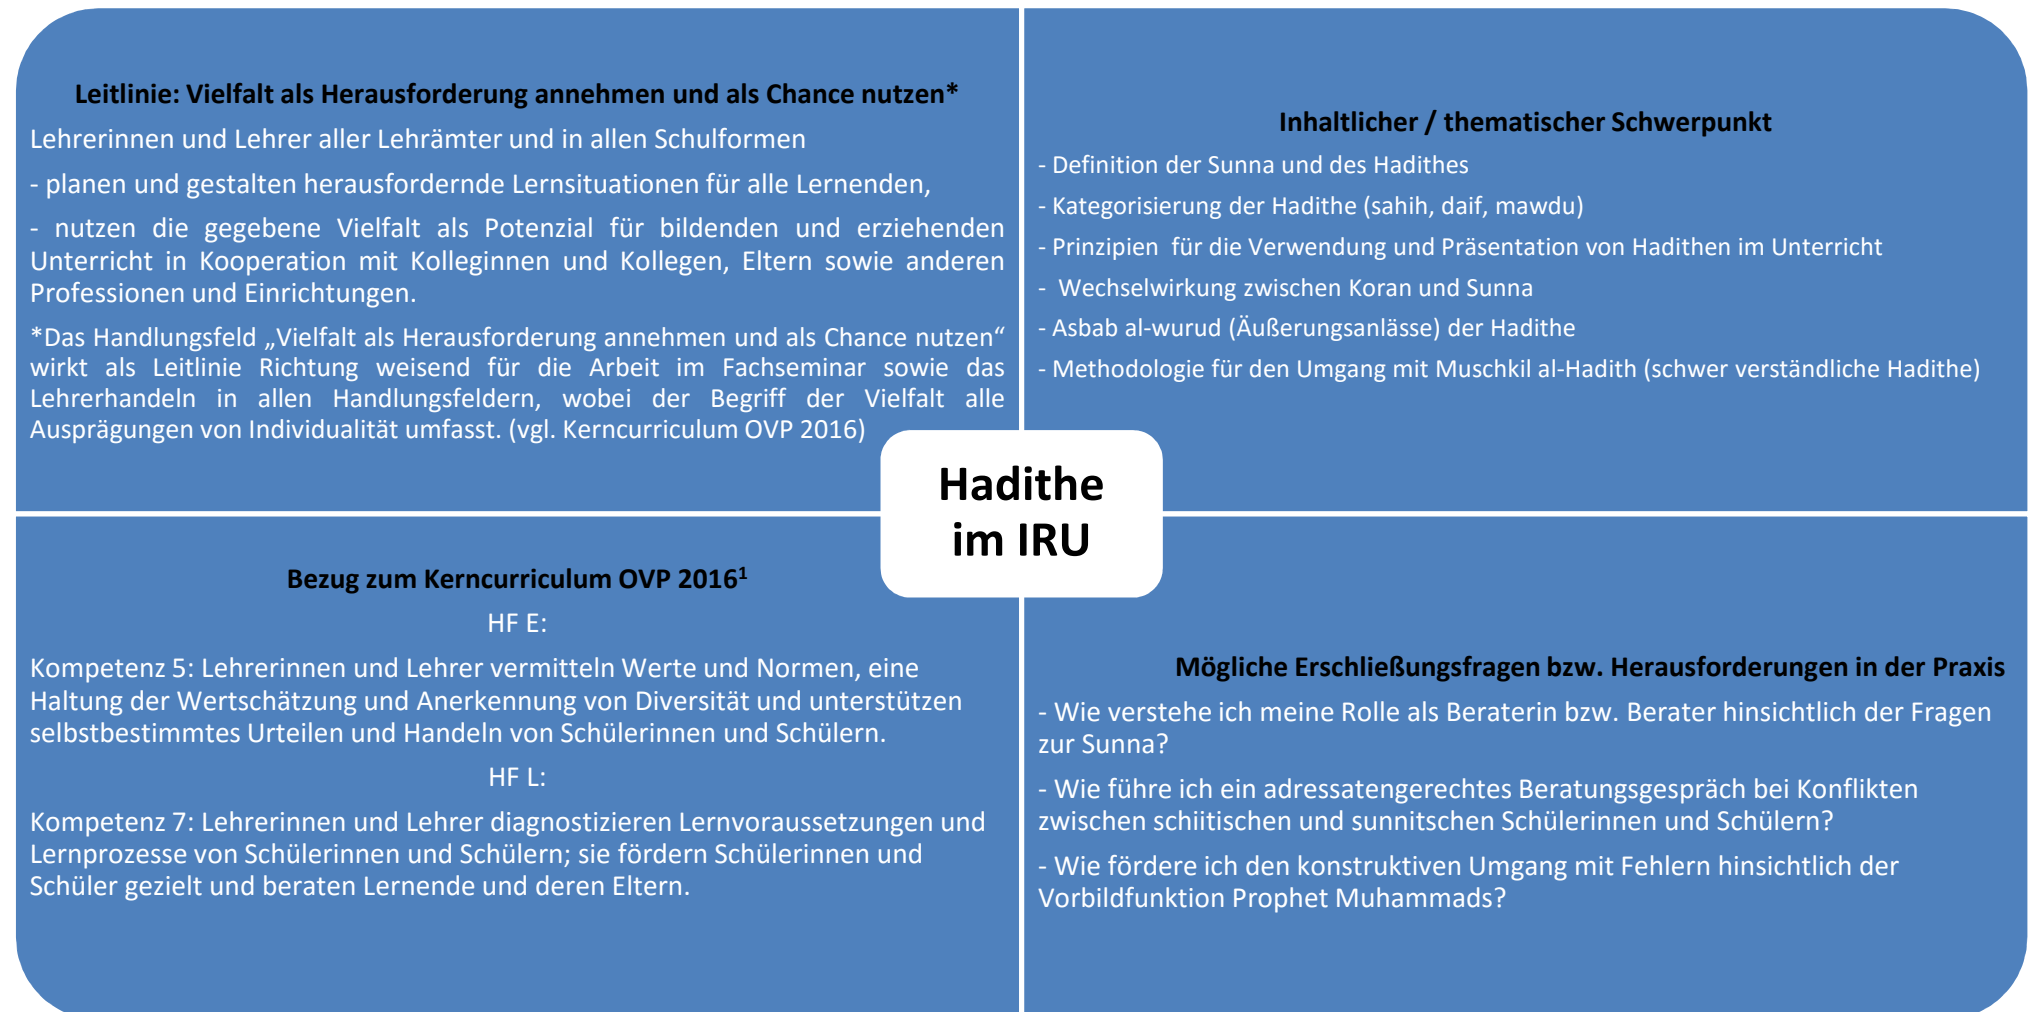 Leitlinie: Vielfalt als Herausforderung annehmen und als Chance nutzen*
Lehrerinnen und Lehrer aller Lehrämter und in allen Schulformen
- planen und gestalten herausfordernde Lernsituationen für alle Lernenden,
- nutzen die gegebene Vielfalt als Potenzial für bildenden und erziehenden
Unterricht in Kooperation mit Kolleginnen und Kollegen, Eltern sowie anderen
Professionen und Einrichtungen.
*Das Handlungsfeld „Vielfalt als Herausforderung annehmen und als Chance nutzen“
wirkt als Leitlinie Richtung weisend für die Arbeit im Fachseminar sowie das
Lehrerhandeln in allen Handlungsfeldern, wobei der Begriff der Vielfalt alle
Ausprägungen von Individualität umfasst. (vgl. Kerncurriculum OVP 2016)
Inhaltlicher / thematischer Schwerpunkt
- Definition der Sunna und des Hadithes
- Kategorisierung der Hadithe (sahih, daif, mawdu)
- Prinzipien  für die Verwendung und Präsentation von Hadithen im Unterricht
-  Wechselwirkung zwischen Koran und Sunna
- Asbab al-wurud (Äußerungsanlässe) der Hadithe
- Methodologie für den Umgang mit Muschkil al-Hadith (schwer verständliche Hadithe)
Hadithe
im IRU
Bezug zum Kerncurriculum OVP 2016¹
HF E:
Kompetenz 5: Lehrerinnen und Lehrer vermitteln Werte und Normen, eine
Haltung der Wertschätzung und Anerkennung von Diversität und unterstützen
selbstbestimmtes Urteilen und Handeln von Schülerinnen und Schülern.
HF L:
Kompetenz 7: Lehrerinnen und Lehrer diagnostizieren Lernvoraussetzungen und
Lernprozesse von Schülerinnen und Schülern; sie fördern Schülerinnen und
Schüler gezielt und beraten Lernende und deren Eltern.
Mögliche Erschließungsfragen bzw. Herausforderungen in der Praxis
- Wie verstehe ich meine Rolle als Beraterin bzw. Berater hinsichtlich der Fragen
zur Sunna?
- Wie führe ich ein adressatengerechtes Beratungsgespräch bei Konflikten
zwischen schiitischen und sunnitschen Schülerinnen und Schülern?
- Wie fördere ich den konstruktiven Umgang mit Fehlern hinsichtlich der
Vorbildfunktion Prophet Muhammads?